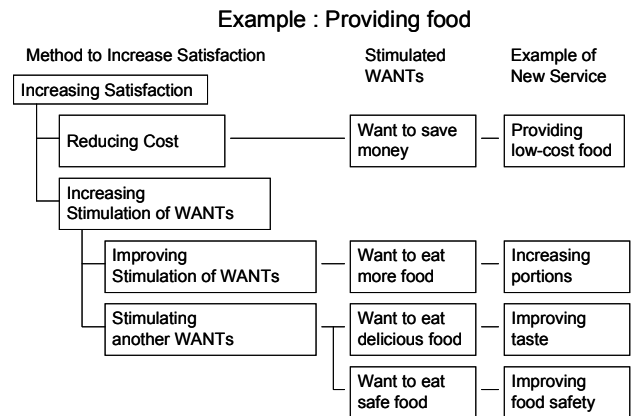 Example : Providing food
Method to Increase Satisfaction
Stimulated
WANTs
Example of
New Service
Increasing Satisfaction
Reducing Cost
Want to save
money
Providing
low-cost food
Increasing
Stimulation of WANTs
Improving
Stimulation of WANTs
Want to eat
more food
Increasing
portions
Stimulating
another WANTs
Want to eat
delicious food
Improving
taste
Want to eat
safe food
Improving
food safety